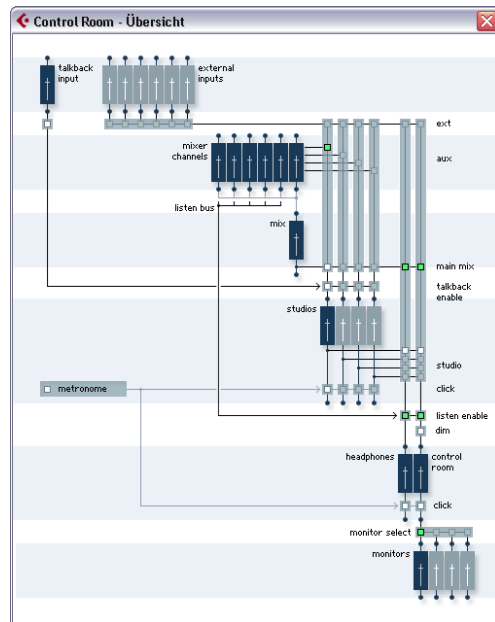 Control Room - Übersicht
talkback
input
external
inputs
ext
mixer
channels
aux
listen bus
mix
main mix
talkback
enable
studios
studio
metronome
click
listen enable
dim
headphones
control
room
click
monitor select
monitors